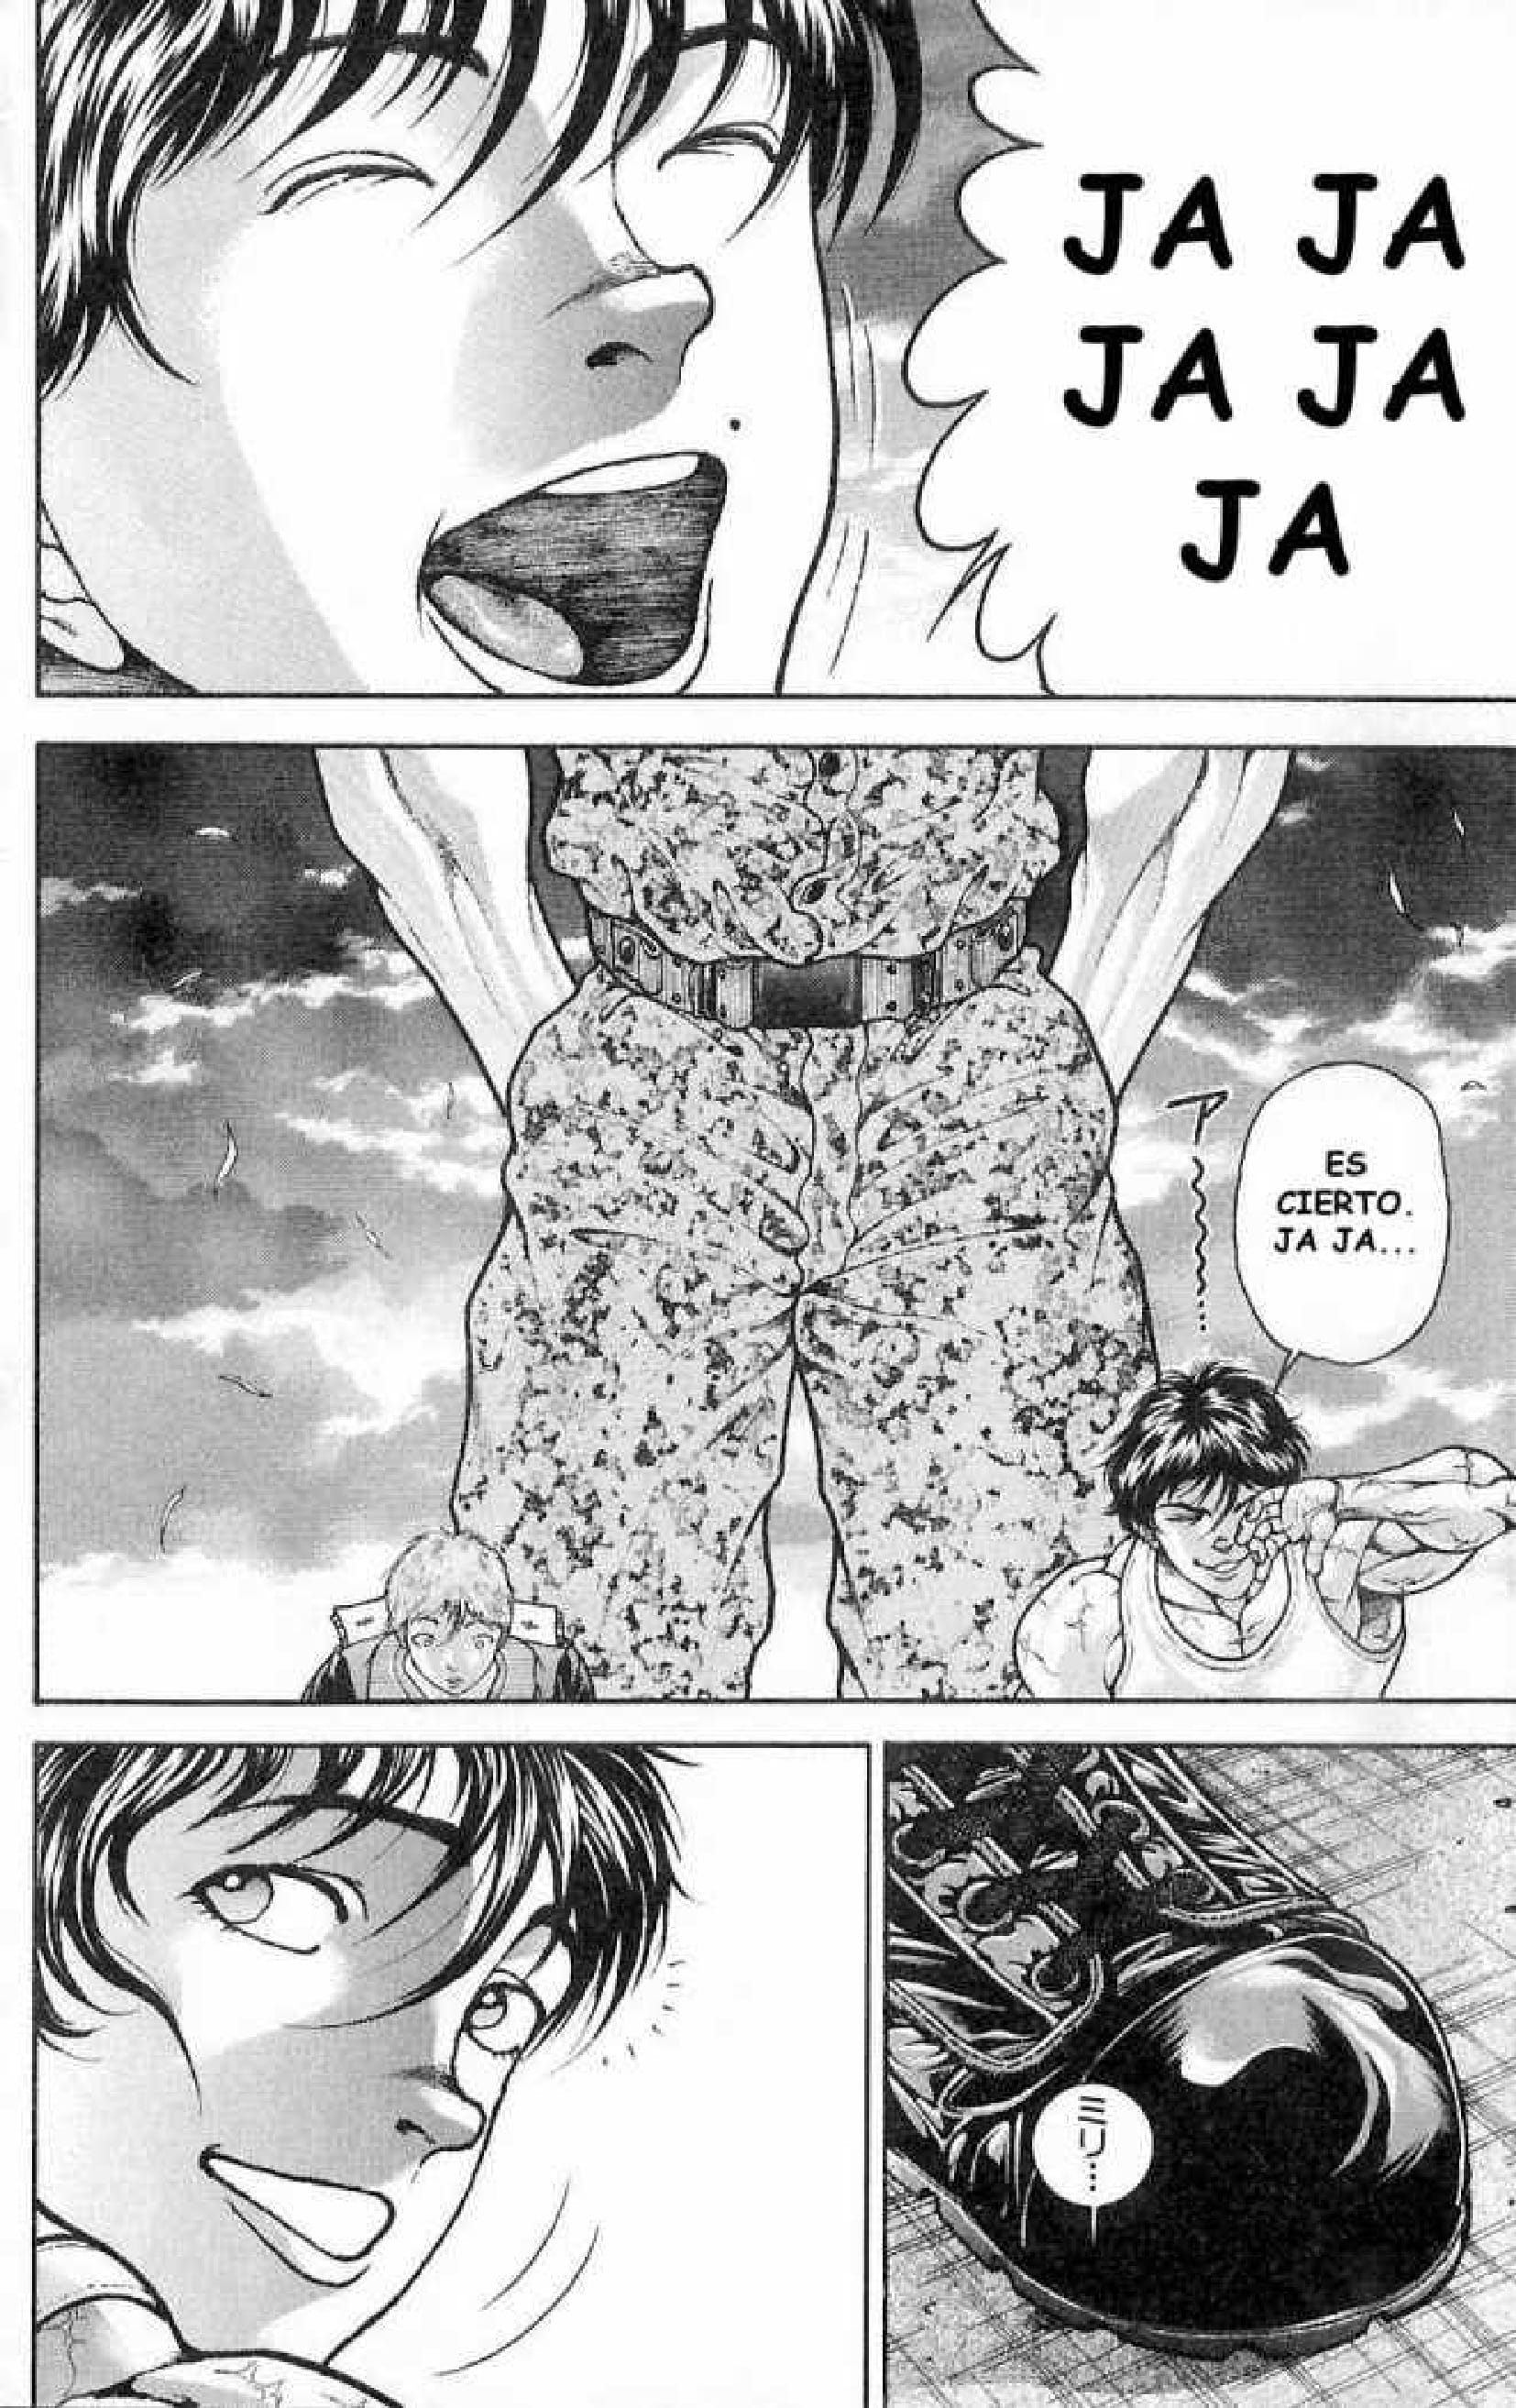 JA JA
JA JA
JA
ES
CIERTO.
JA JA...
ア〜〜…
ミリ…